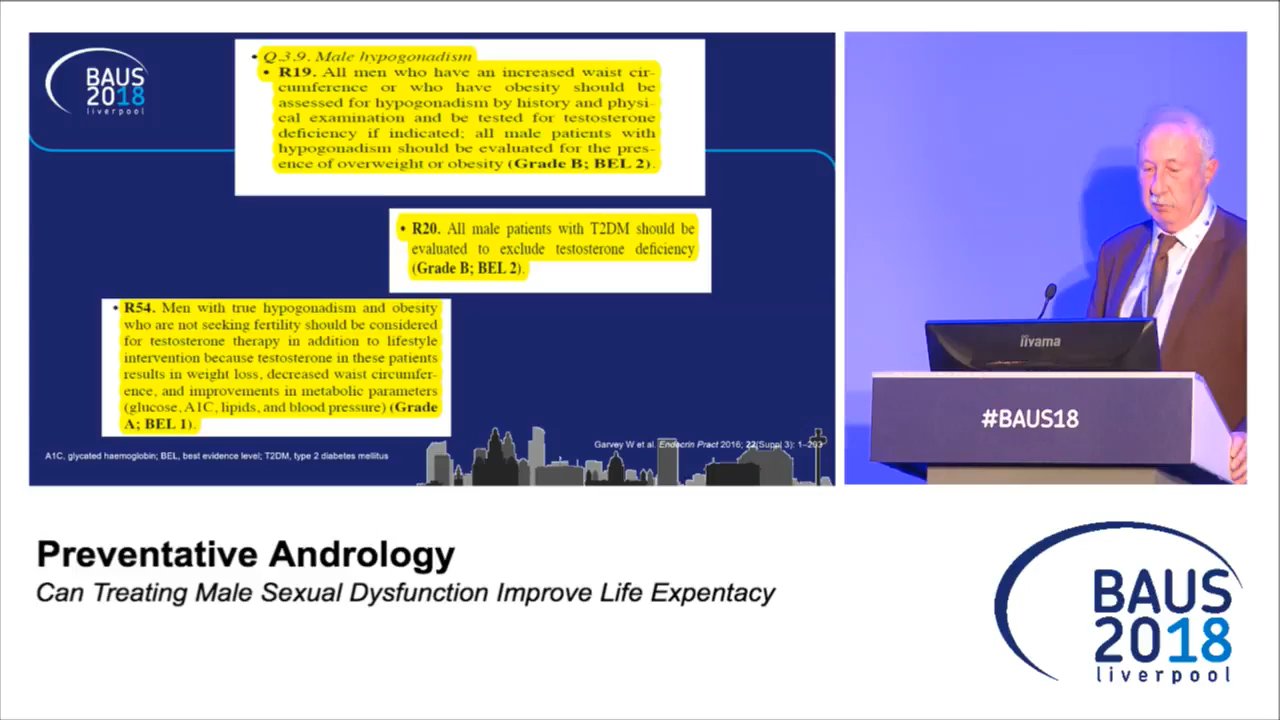 BAUS
2018
liverpool
• Q.3.9. Male hypogonadism
• R19. All men who have an increased waist cir-
cumference or who have obesity should be
assessed for hypogonadism by history and physi-
cal examination and be tested for testosterone
deficiency if indicated; all male patients with
hypogonadism should be evaluated for the pres-
ence of overweight or obesity (Grade B; BEL 2).
• R20. All male patients with T2DM should be
evaluated to exclude testosterone deficiency
(Grade B; BEL 2).
• R54. Men with true hypogonadism and obesity
who are not seeking fertility should be considered
for testosterone therapy in addition to lifestyle
intervention because testosterone in these patients
results in weight loss, decreased waist circumfer-
ence, and improvements in metabolic parameters
(glucose, A1C, lipids, and blood pressure) (Grade
A; BEL 1).
Garvey W et al. Endocrin Pract 2016; 22(Suppl 3): 1–203
A1C, glycated haemoglobin; BEL, best evidence level; T2DM, type 2 diabetes mellitus
iiyama
#BAUS18
Preventative Andrology
Can Treating Male Sexual Dysfunction Improve Life Expentacy
BAUS
2018
liverpool